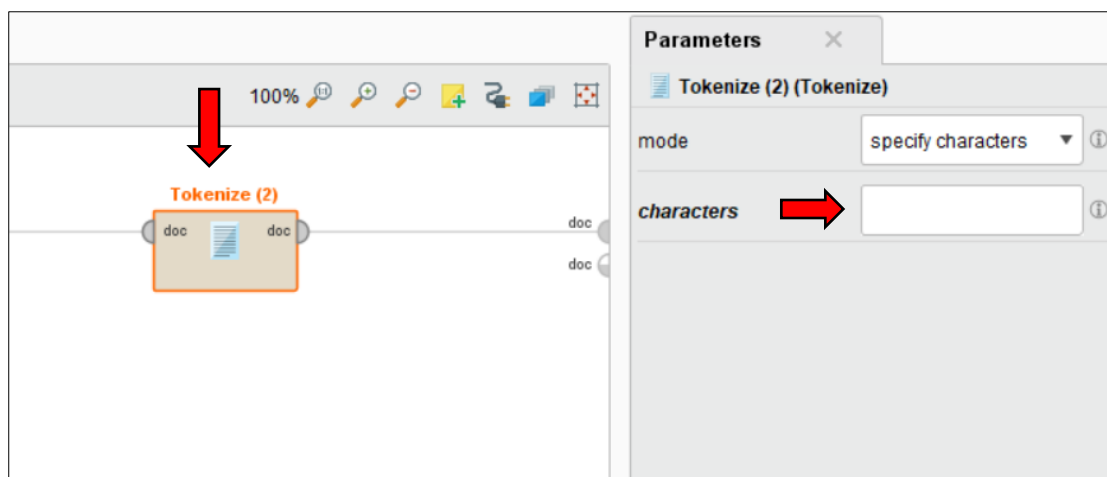 Parameters
Tokenize (2) (Tokenize)
100%
mode
specify characters
Tokenize (2)
characters
doc
doc
doc
doc